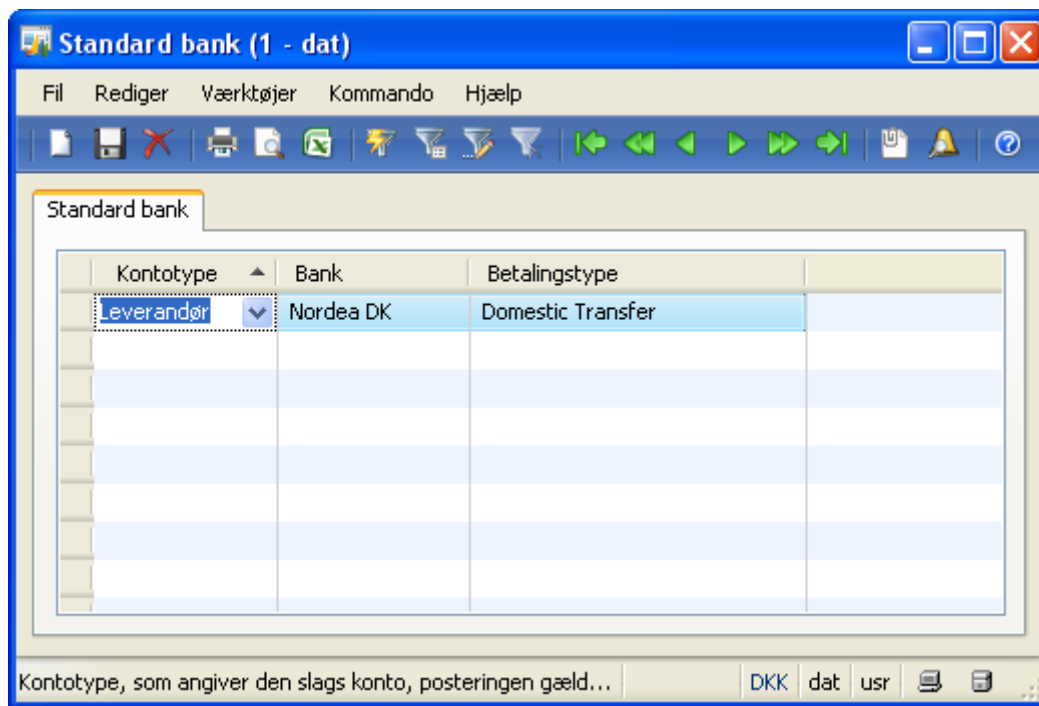 Standard bank (1 - dat)
Fil Rediger Værktøjer Kommando Hjælp
Standard bank
Kontotype Bank Betalingstype
Leverandør Nordea DK Domestic Transfer
Kontotype, som angiver den slags konto, posteringen gæld... DKK dat usr